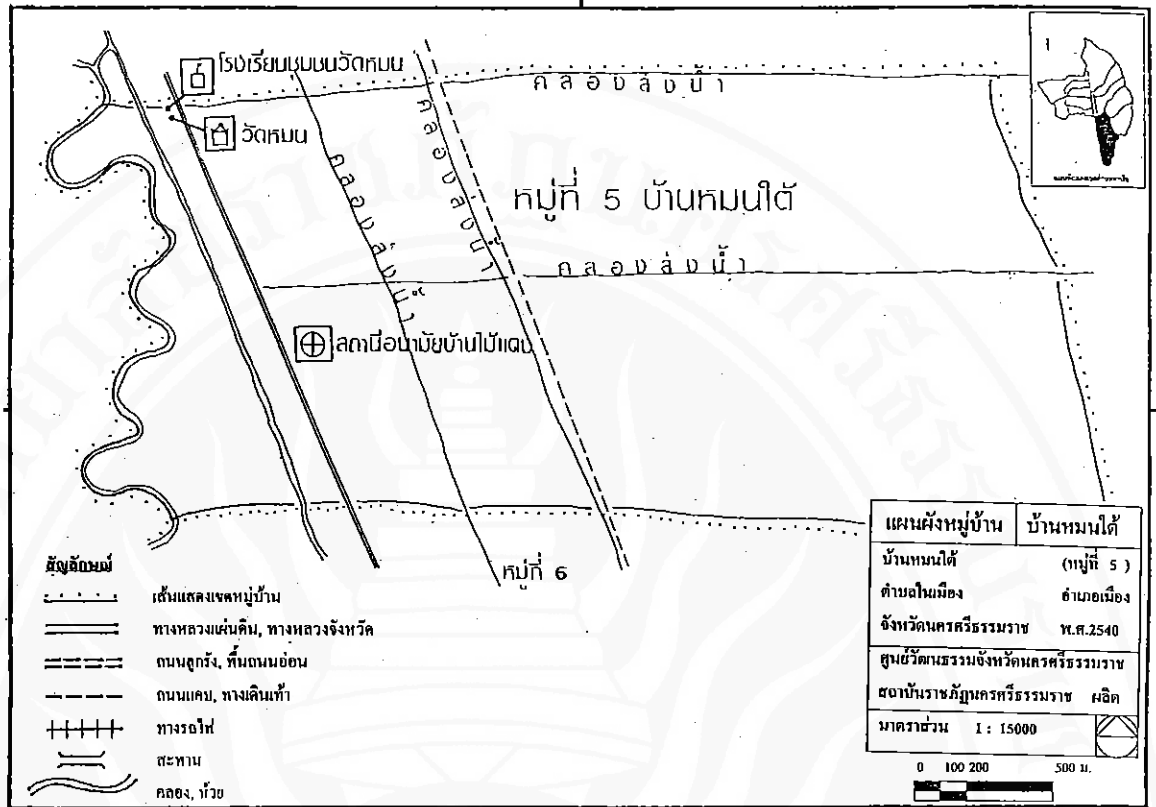 โรงเรียนชุมชนวัดหมน
วัดหมน
คลองส่งน้ำ
คลองส่งน้ำ
คลองส่งน้ำ
หมู่ที่ 5 บ้านหมนใต้
คลองส่งน้ำ
สถานีอนามัยบ้านไม้แดง
หมู่ที่ 6
สัญลักษณ์
เส้นแสดงเขตหมู่บ้าน
ทางหลวงแผ่นดิน, ทางหลวงจังหวัด
ถนนลูกรัง, พื้นถนนอ่อน
ถนนแคบ, ทางเดินเท้า
ทางรถไฟ
สะพาน
คลอง, ห้วย
แผนผังหมู่บ้าน บ้านหมนใต้
บ้านหมนใต้ (หมู่ที่ 5 )
ตำบลในเมือง อำเภอเมือง
จังหวัดนครศรีธรรมราช พ.ศ.2540
ศูนย์วัฒนธรรมจังหวัดนครศรีธรรมราช
สถาบันราชภัฏนครศรีธรรมราช ผลิต
มาตราส่วน 1 : 15000
0 100 200 500 ม.